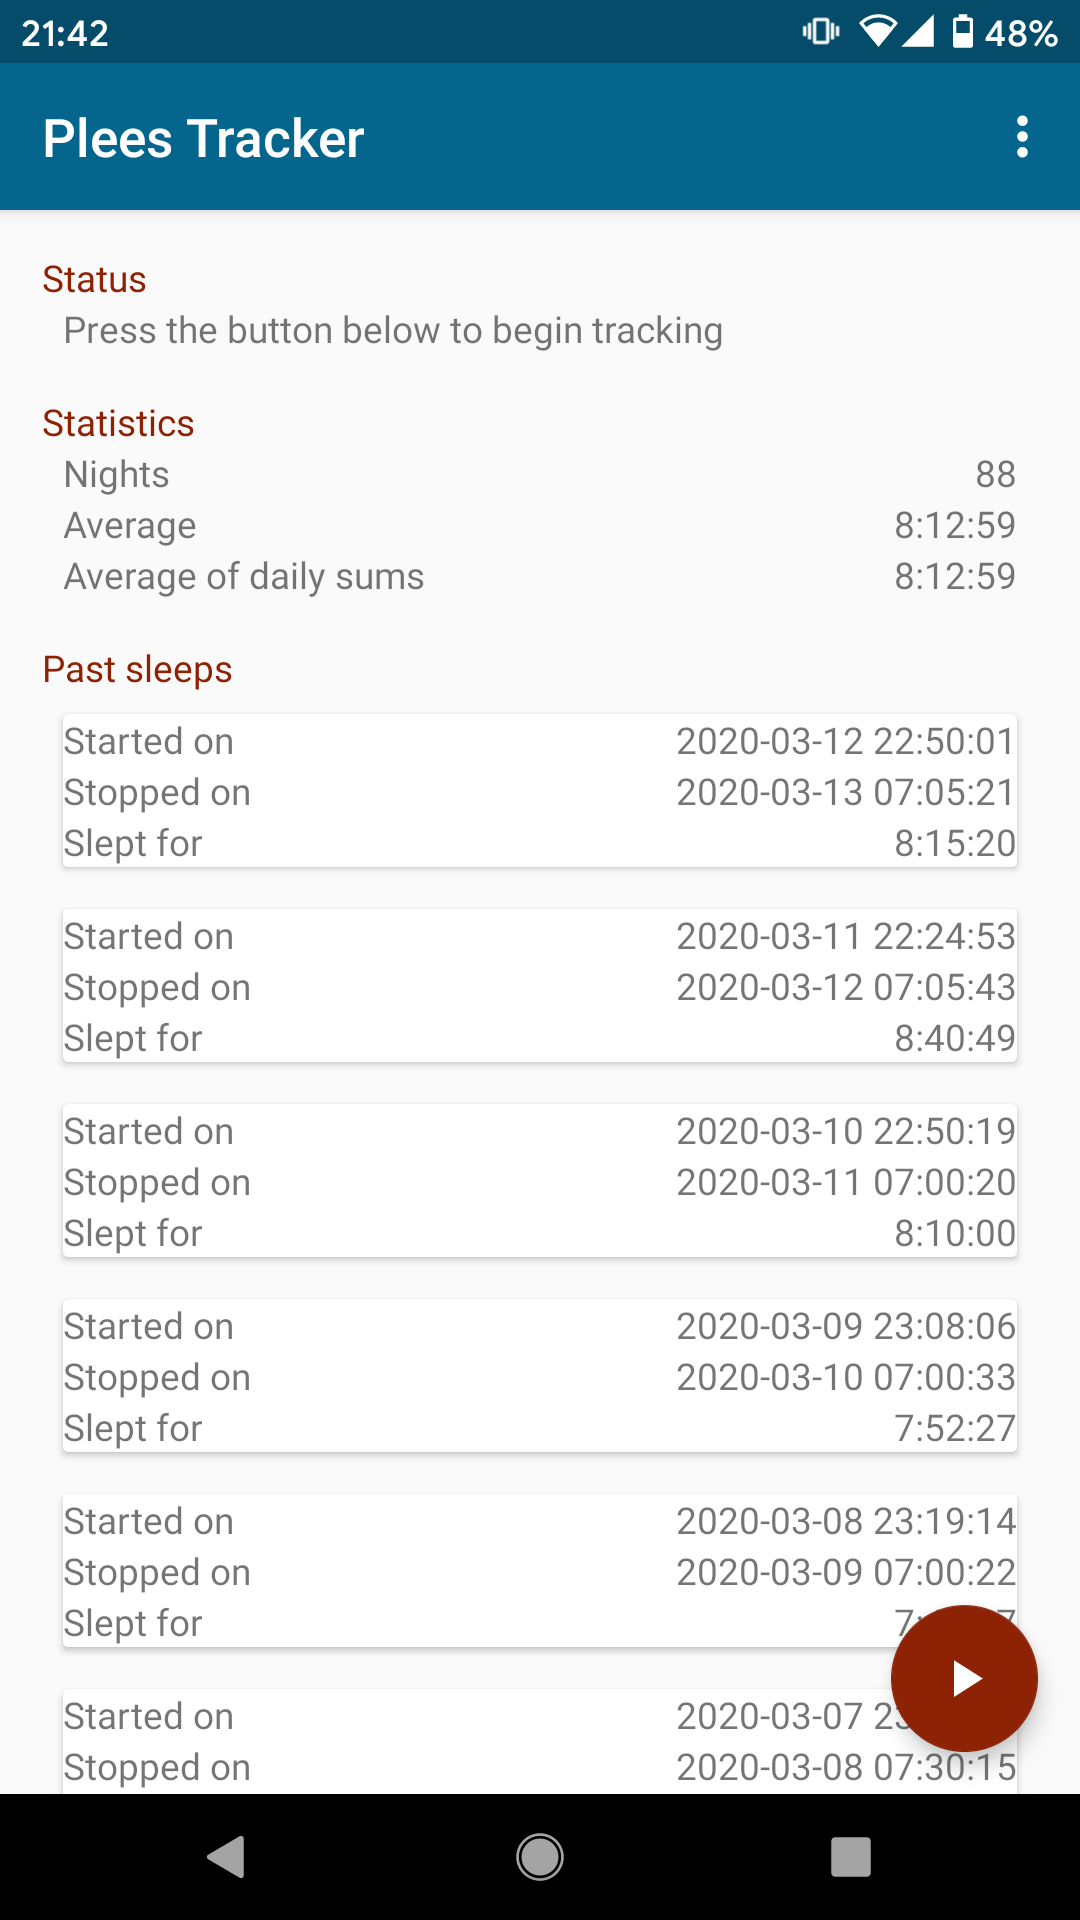 21:42 48%
Plees Tracker
Status
Press the button below to begin tracking
Statistics
Nights 88
Average 8:12:59
Average of daily sums 8:12:59
Past sleeps
Started on 2020-03-12 22:50:01
Stopped on 2020-03-13 07:05:21
Slept for 8:15:20
Started on 2020-03-11 22:24:53
Stopped on 2020-03-12 07:05:43
Slept for 8:40:49
Started on 2020-03-10 22:50:19
Stopped on 2020-03-11 07:00:20
Slept for 8:10:00
Started on 2020-03-09 23:08:06
Stopped on 2020-03-10 07:00:33
Slept for 7:52:27
Started on 2020-03-08 23:19:14
Stopped on 2020-03-09 07:00:22
Slept for
Started on 2020-03-07
Stopped on 2020-03-08 07:30:15